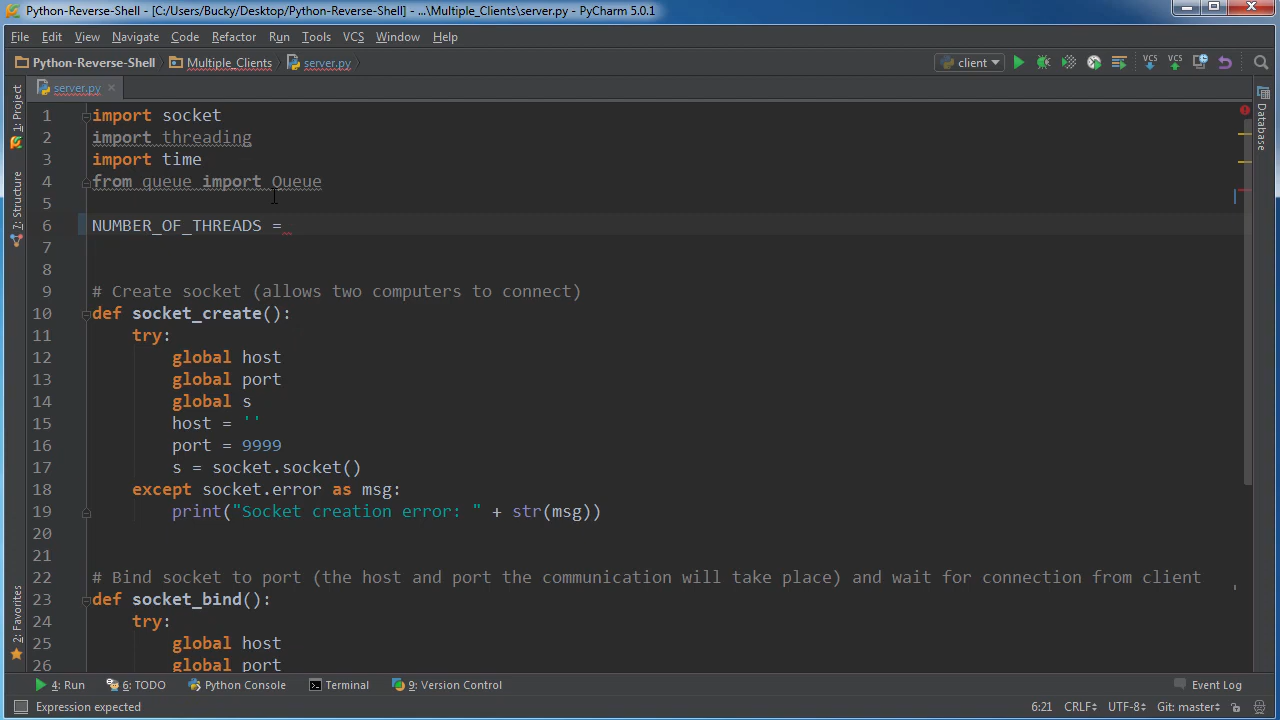 Python-Reverse-Shell - [C:/Users/Bucky/Desktop/Python-Reverse-Shell] - ...\Multiple_Clients\server.py - PyCharm 5.0.1
File Edit View Navigate Code Refactor Run Tools VCS Window Help
Python-Reverse-Shell Multiple_Clients server.py client VCS VCS
server.py
1: Project
7: Structure
2: Favorites
Database
1 import socket
2 import threading
3 import time
4 from queue import Queue
5
6 NUMBER_OF_THREADS =
7
8
9 # Create socket (allows two computers to connect)
10 def socket_create():
11 try:
12 global host
13 global port
14 global s
15 host = ''
16 port = 9999
17 s = socket.socket()
18 except socket.error as msg:
19 print("Socket creation error: " + str(msg))
20
21
22 # Bind socket to port (the host and port the communication will take place) and wait for connection from client
23 def socket_bind():
24 try:
25 global host
26 global port
4: Run 6: TODO Python Console Terminal 9: Version Control Event Log
Expression expected 6:21 CRLF UTF-8 Git: master